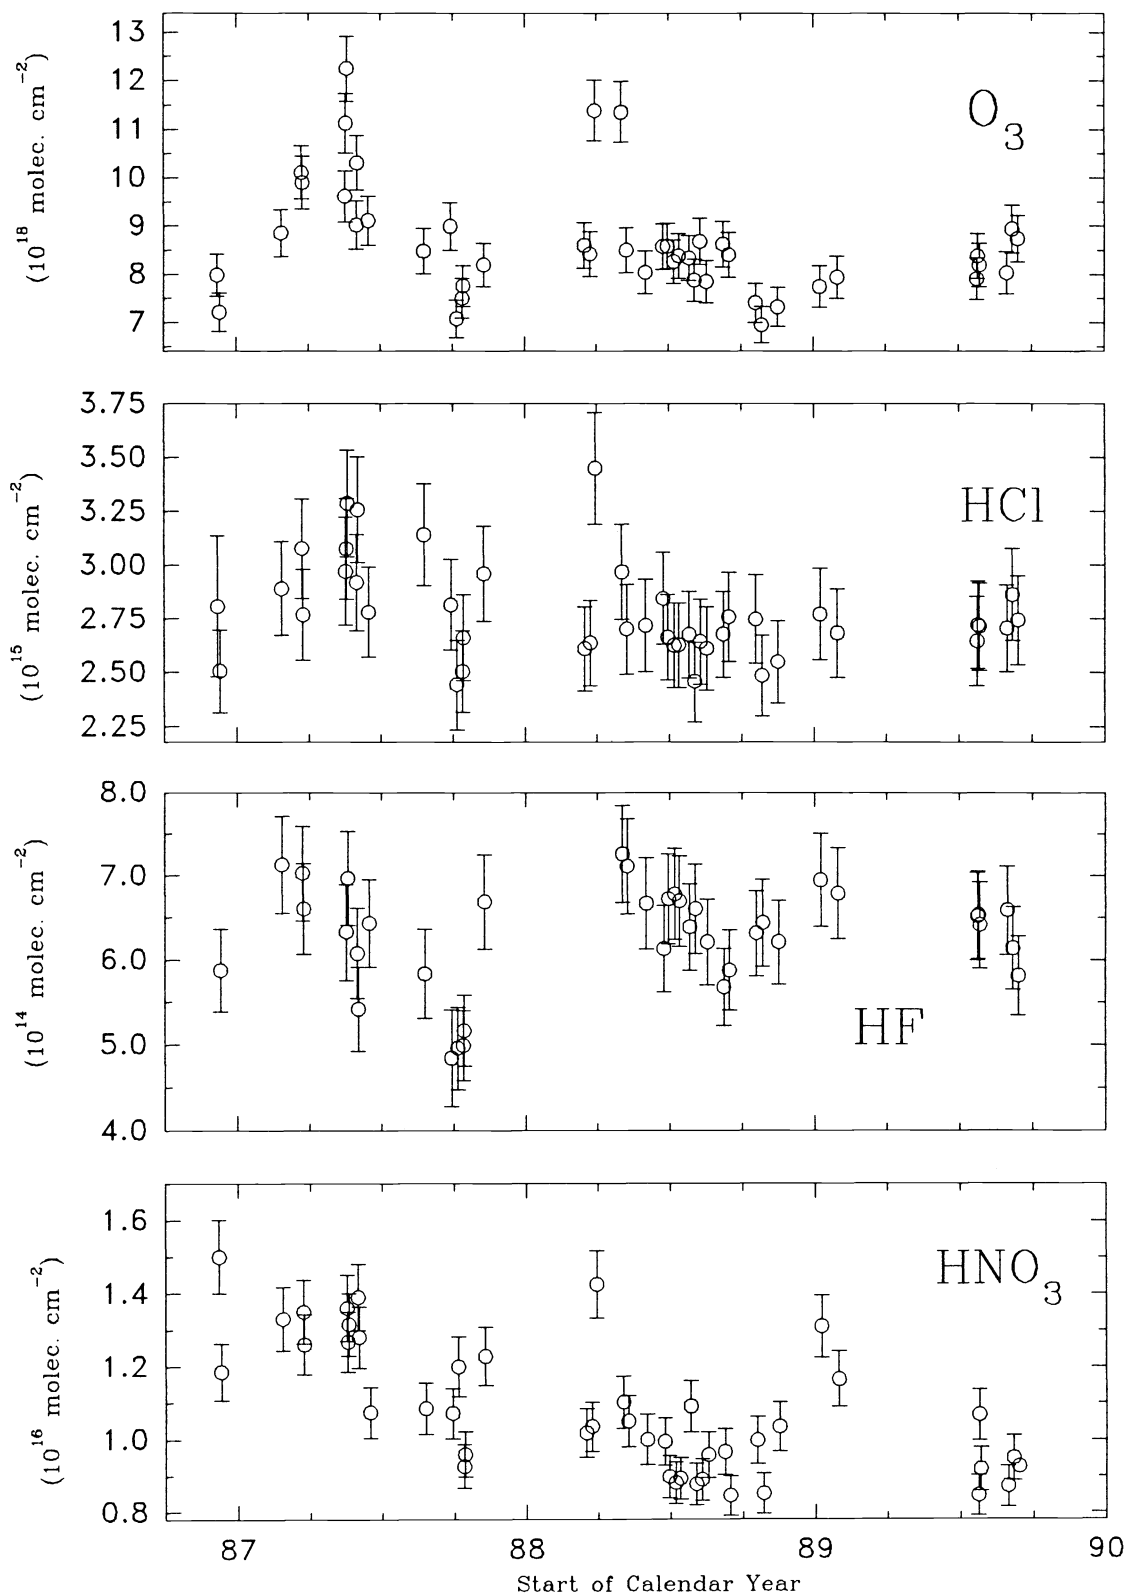 13
12
11
10
9
8
7
(10^18 molec. cm^-2)
O_3
3.75
3.50
3.25
3.00
2.75
2.50
2.25
(10^15 molec. cm^-2)
HCl
8.0
7.0
6.0
5.0
4.0
(10^14 molec. cm^-2)
HF
1.6
1.4
1.2
1.0
0.8
(10^16 molec. cm^-2)
HNO_3
87 88 89 90
Start of Calendar Year